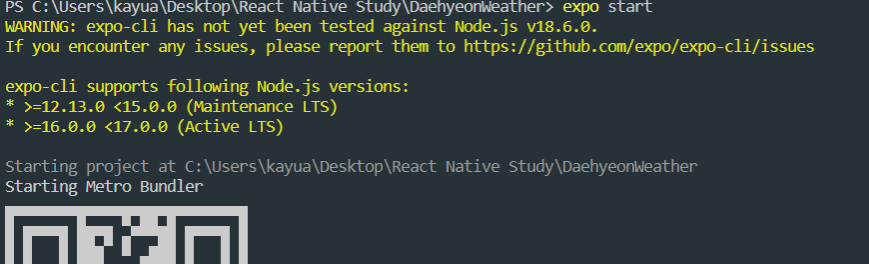 PS C:\Users\kayua\Desktop\React Native Study\DaehyeonWeather> expo start
WARNING: expo-cli has not yet been tested against Node.js v18.6.0.
If you encounter any issues, please report them to https://github.com/expo/expo-cli/issues
expo-cli supports following Node.js versions:
* >=12.13.0 <15.0.0 (Maintenance LTS)
* >=16.0.0 <17.0.0 (Active LTS)
Starting project at C:\Users\kayua\Desktop\React Native Study\DaehyeonWeather
Starting Metro Bundler